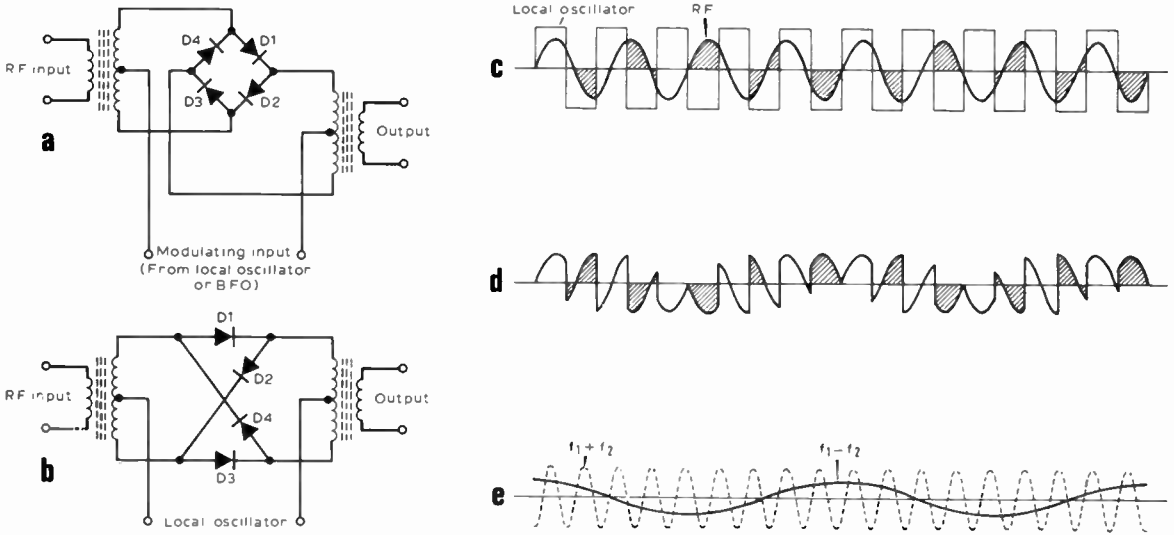 RF input
D4
D1
D3
D2
Output
a
Modulating input
(From local oscillator
or BFO)
D1
RF input
D2
D4
D3
Output
b
Local oscillator
Local oscillator
RF
c
d
f₁+f₂
f₁−f₂
e